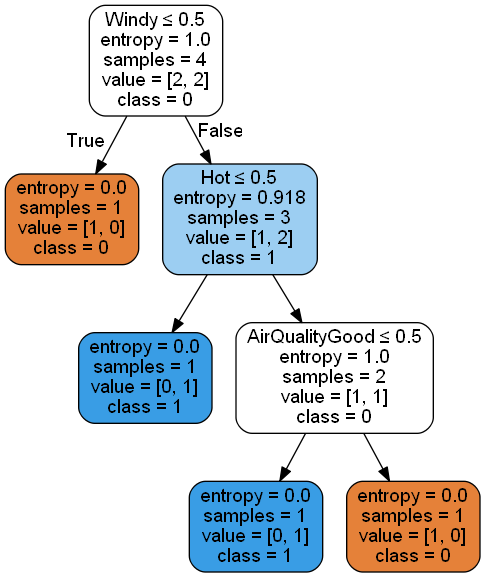 Windy ≤ 0.5
entropy = 1.0
samples = 4
value = [2, 2]
class = 0
True
False
entropy = 0.0
samples = 1
value = [1, 0]
class = 0
Hot ≤ 0.5
entropy = 0.918
samples = 3
value = [1, 2]
class = 1
entropy = 0.0
samples = 1
value = [0, 1]
class = 1
AirQualityGood ≤ 0.5
entropy = 1.0
samples = 2
value = [1, 1]
class = 0
entropy = 0.0
samples = 1
value = [0, 1]
class = 1
entropy = 0.0
samples = 1
value = [1, 0]
class = 0